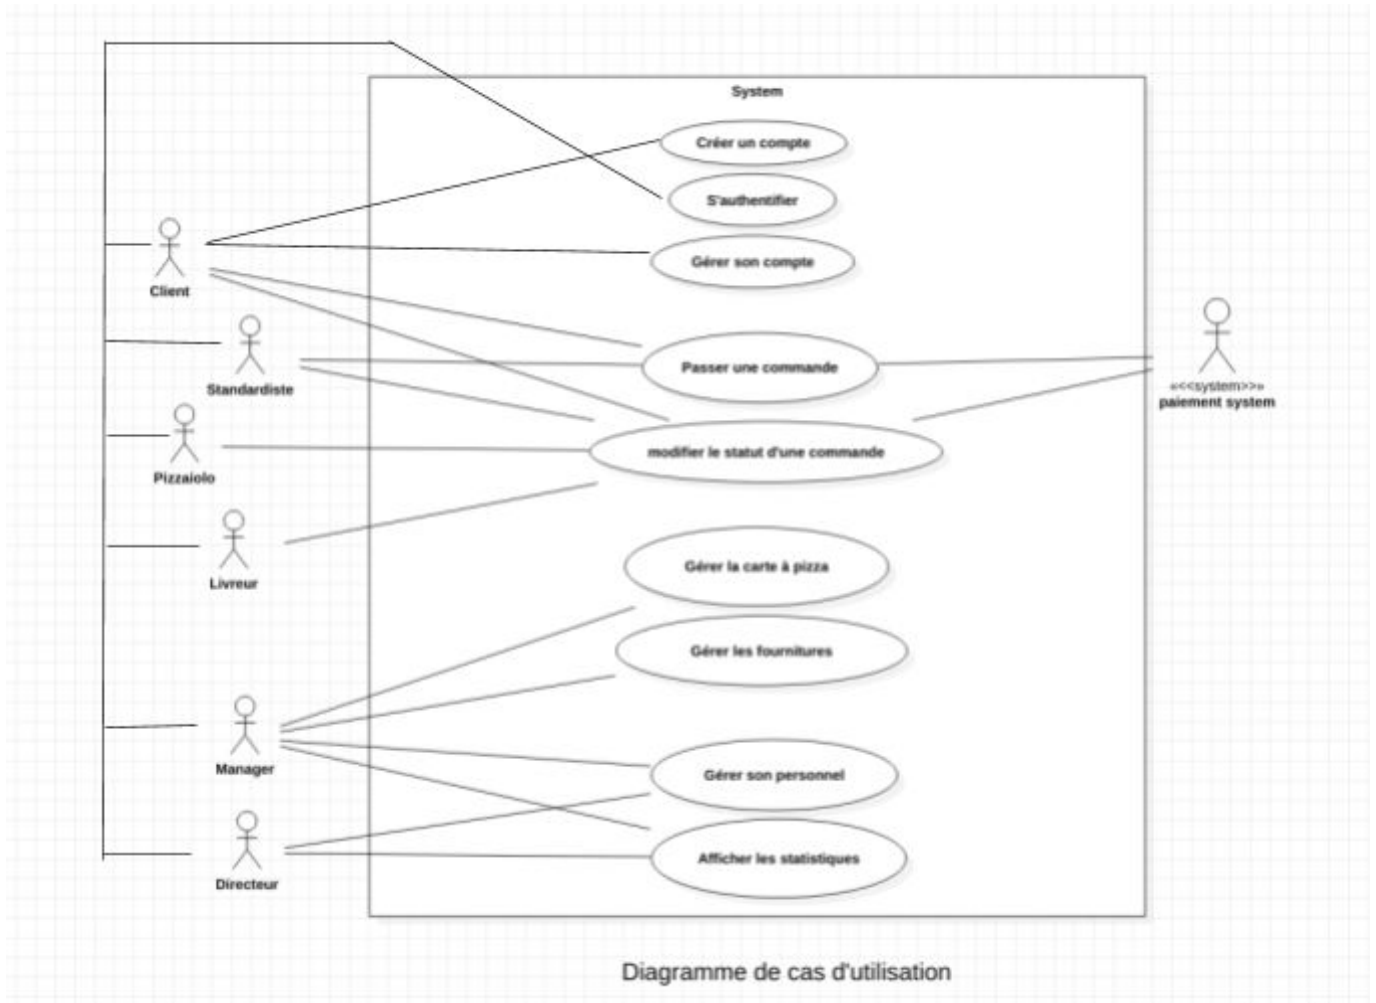 System
Créer un compte
S'authentifier
Gérer son compte
Client
Standardiste
Passer une commande
«<<system>>»
paiement system
modifier le statut d'une commande
Pizzaiolo
Livreur
Gérer la carte à pizza
Gérer les fournitures
Manager
Gérer son personnel
Afficher les statistiques
Directeur
Diagramme de cas d'utilisation